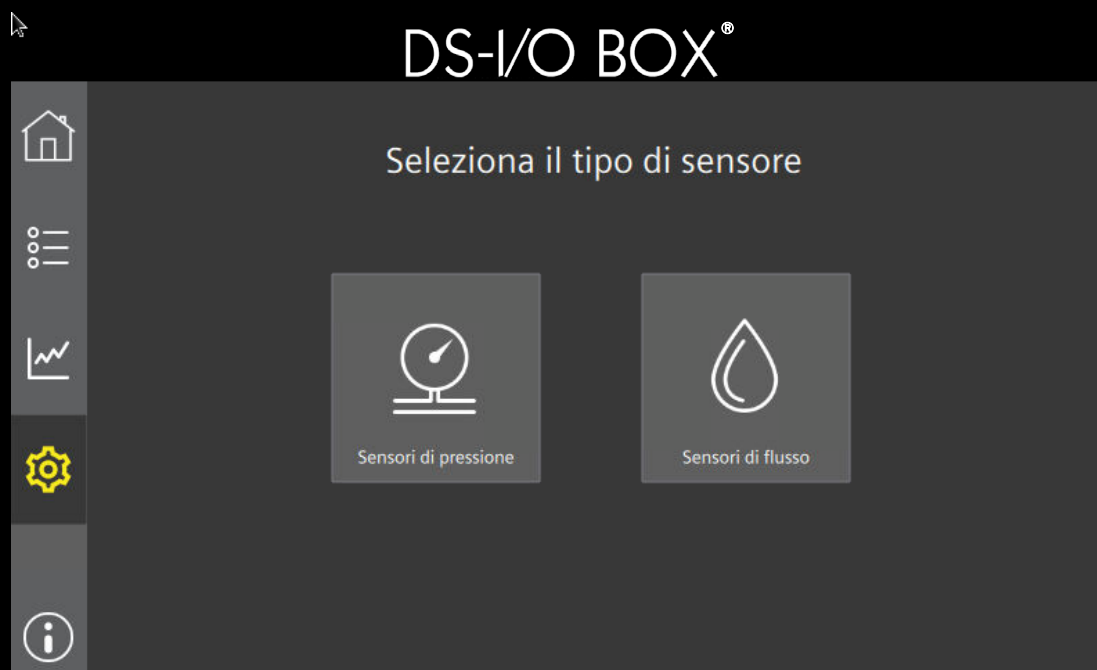 DS-I/O BOX®
Seleziona il tipo di sensore
Sensori di pressione
Sensori di flusso